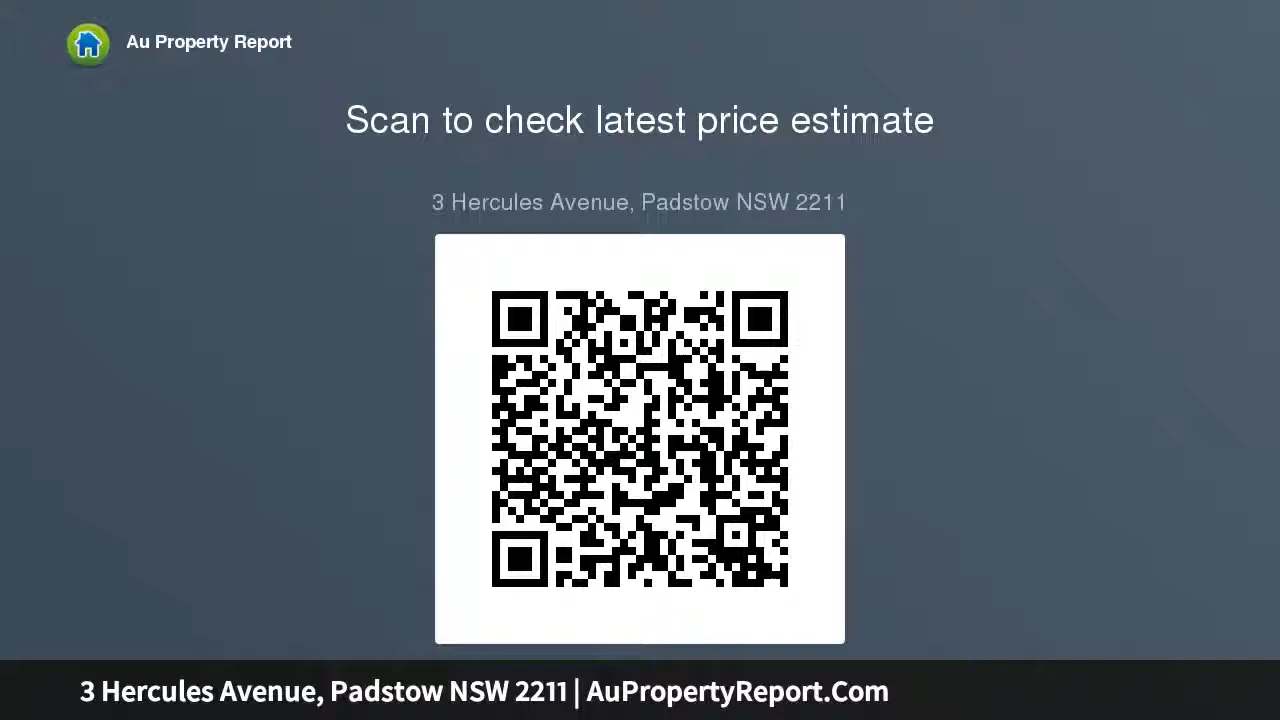 Au Property Report
Scan to check latest price estimate
3 Hercules Avenue, Padstow NSW 2211
3 Hercules Avenue, Padstow NSW 2211 | AuPropertyReport.Com